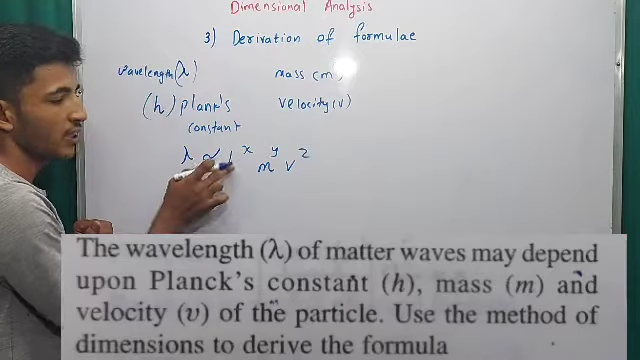 Dimensional Analysis
3) Derivation of formulae
wavelength (λ) mass (m)
(h) plank's velocity (v)
constant
λ ∝ h^x m^y v^z
The wavelength (λ) of matter waves may depend
upon Planck's constant (h), mass (m) and
velocity (v) of the particle. Use the method of
dimensions to derive the formula